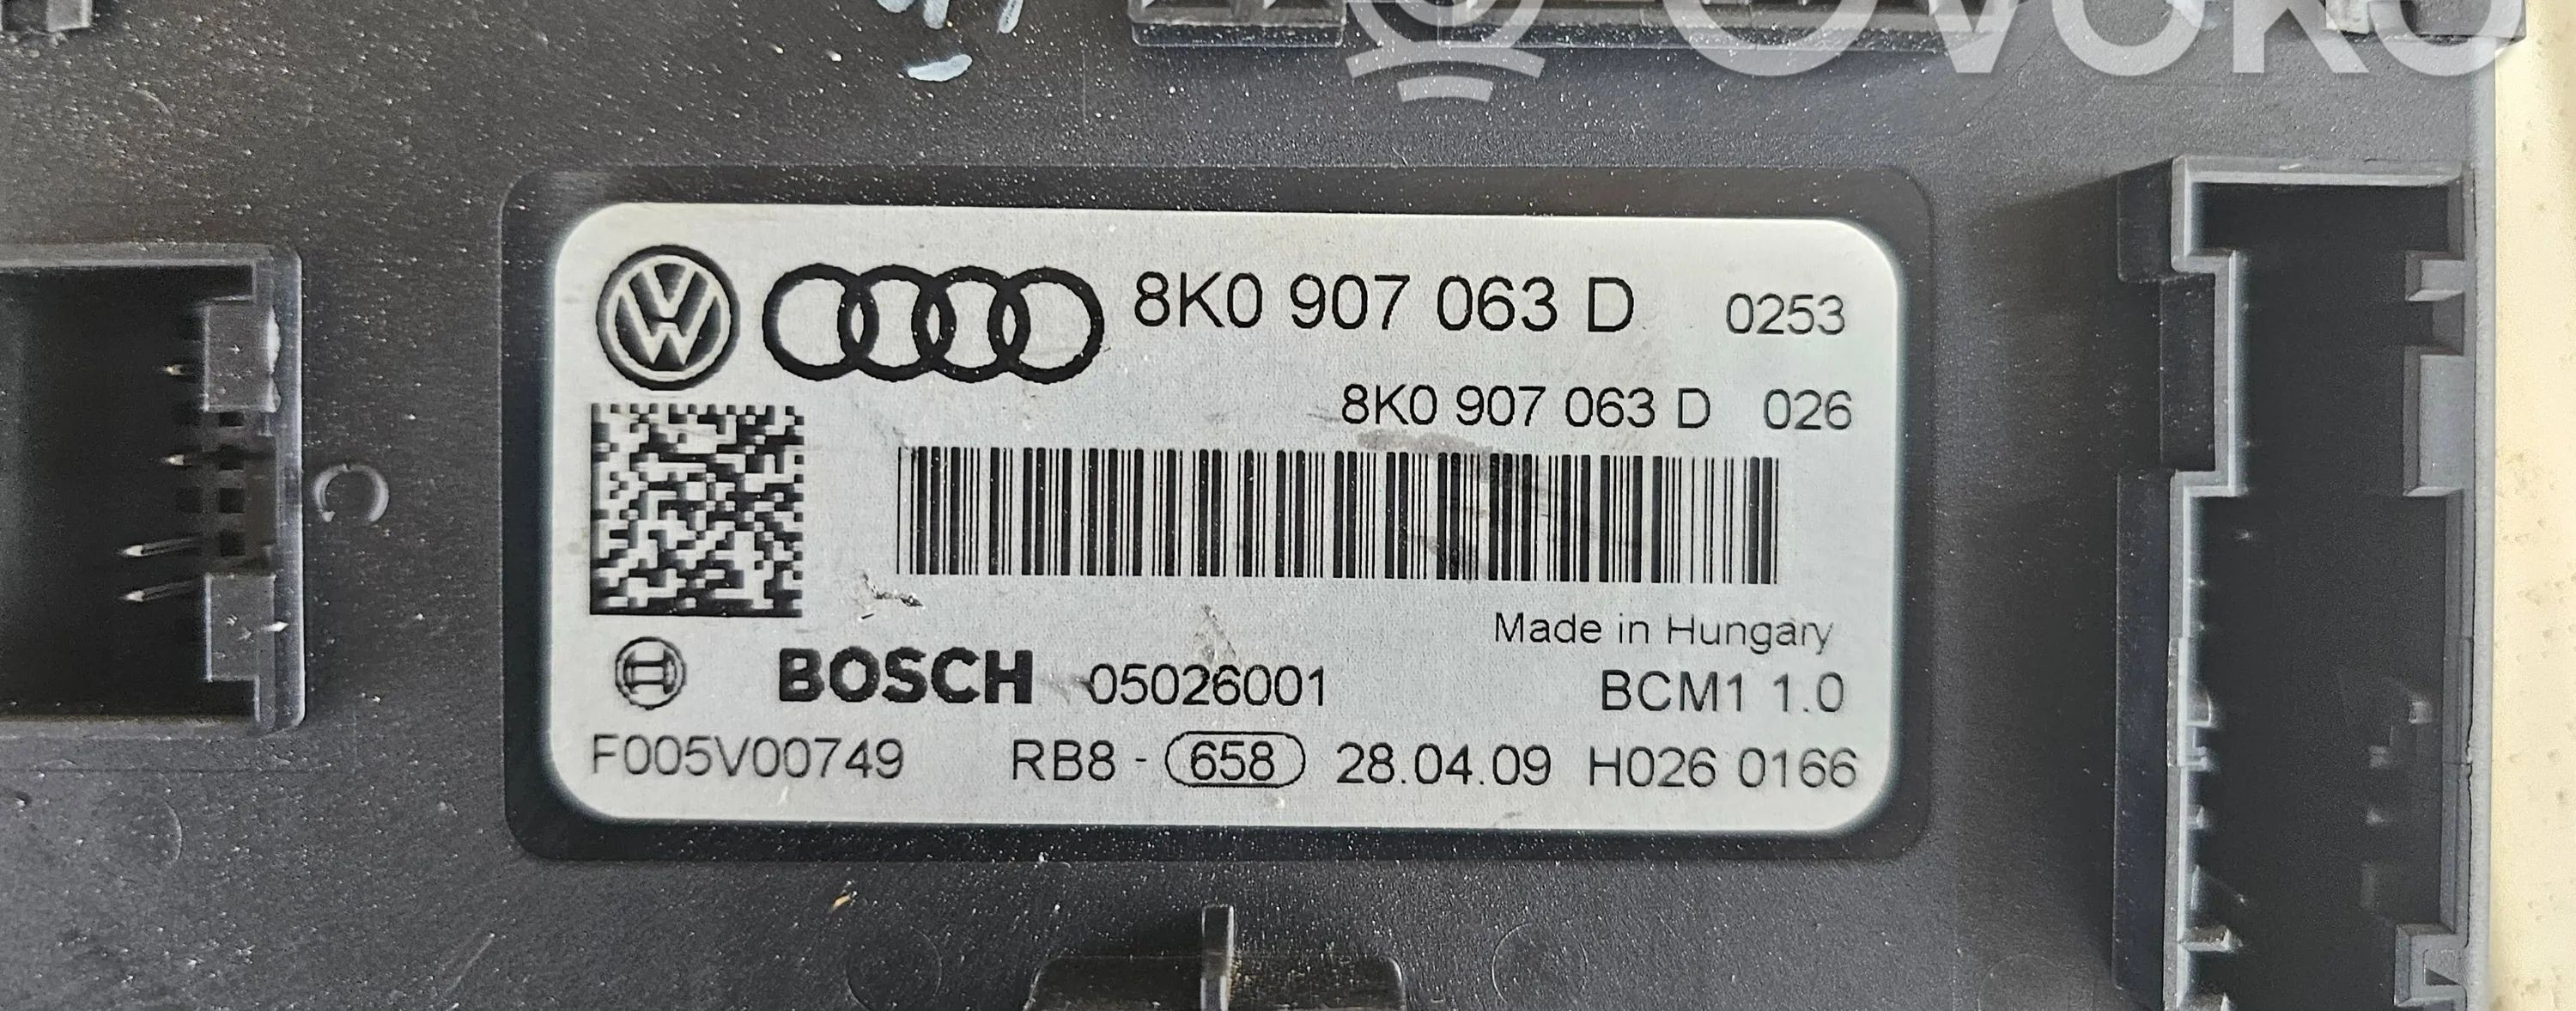 OVOKO
8K0 907 063 D 0253
8K0 907 063 D 026
C
Made in Hungary
BOSCH 05026001 BCM1 1.0
F005V00749 RB8 - 658 28.04.09 H026 0166